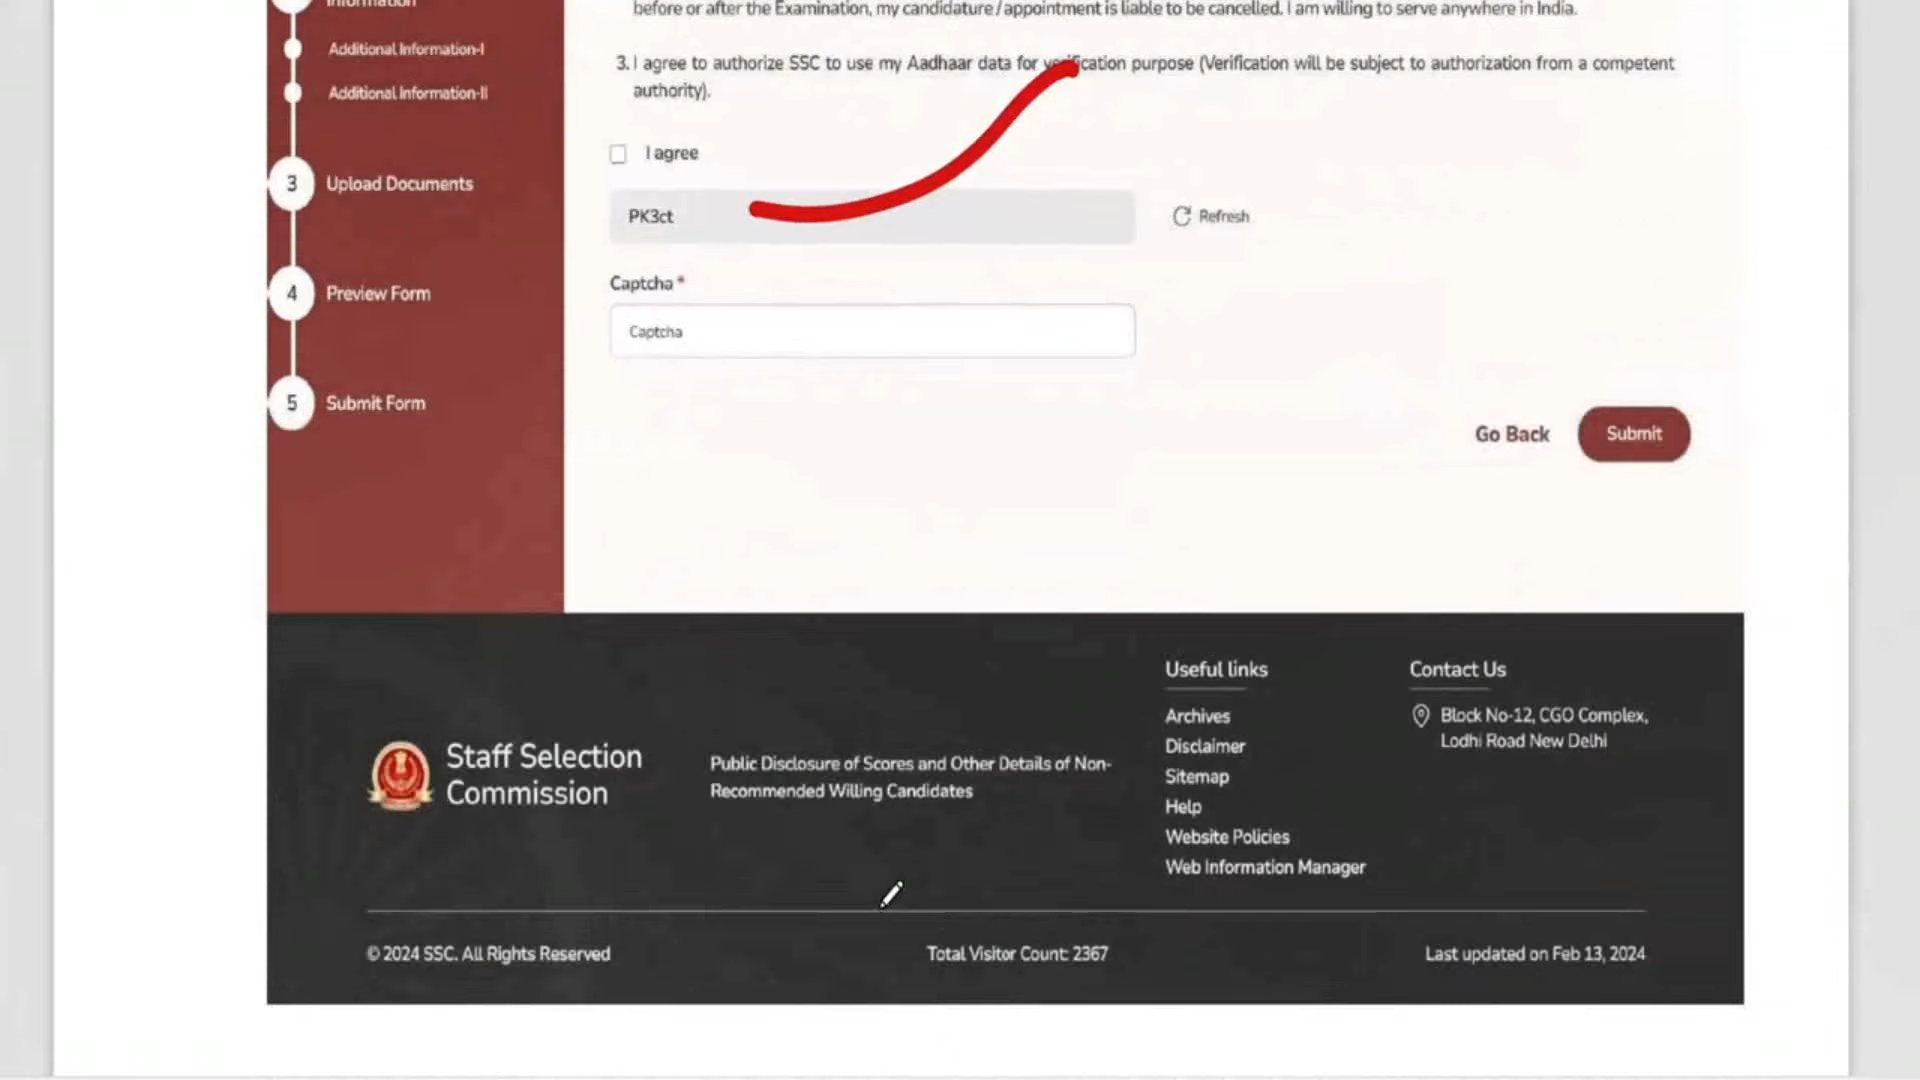 Information
before or after the Examination, my candidature/appointment is liable to be cancelled. I am willing to serve anywhere in India.
Additional Information-I
3. I agree to authorize SSC to use my Aadhaar data for verification purpose (Verification will be subject to authorization from a competent
authority).
Additional Information-II
I agree
3 Upload Documents
PK3ct
Refresh
Captcha *
4 Preview Form
Captcha
5 Submit Form
Go Back
Submit
Staff Selection
Commission
Public Disclosure of Scores and Other Details of Non-
Recommended Willing Candidates
Useful links
Archives
Disclaimer
Sitemap
Help
Website Policies
Web Information Manager
Contact Us
Block No-12, CGO Complex,
Lodhi Road New Delhi
© 2024 SSC. All Rights Reserved
Total Visitor Count: 2367
Last updated on Feb 13, 2024